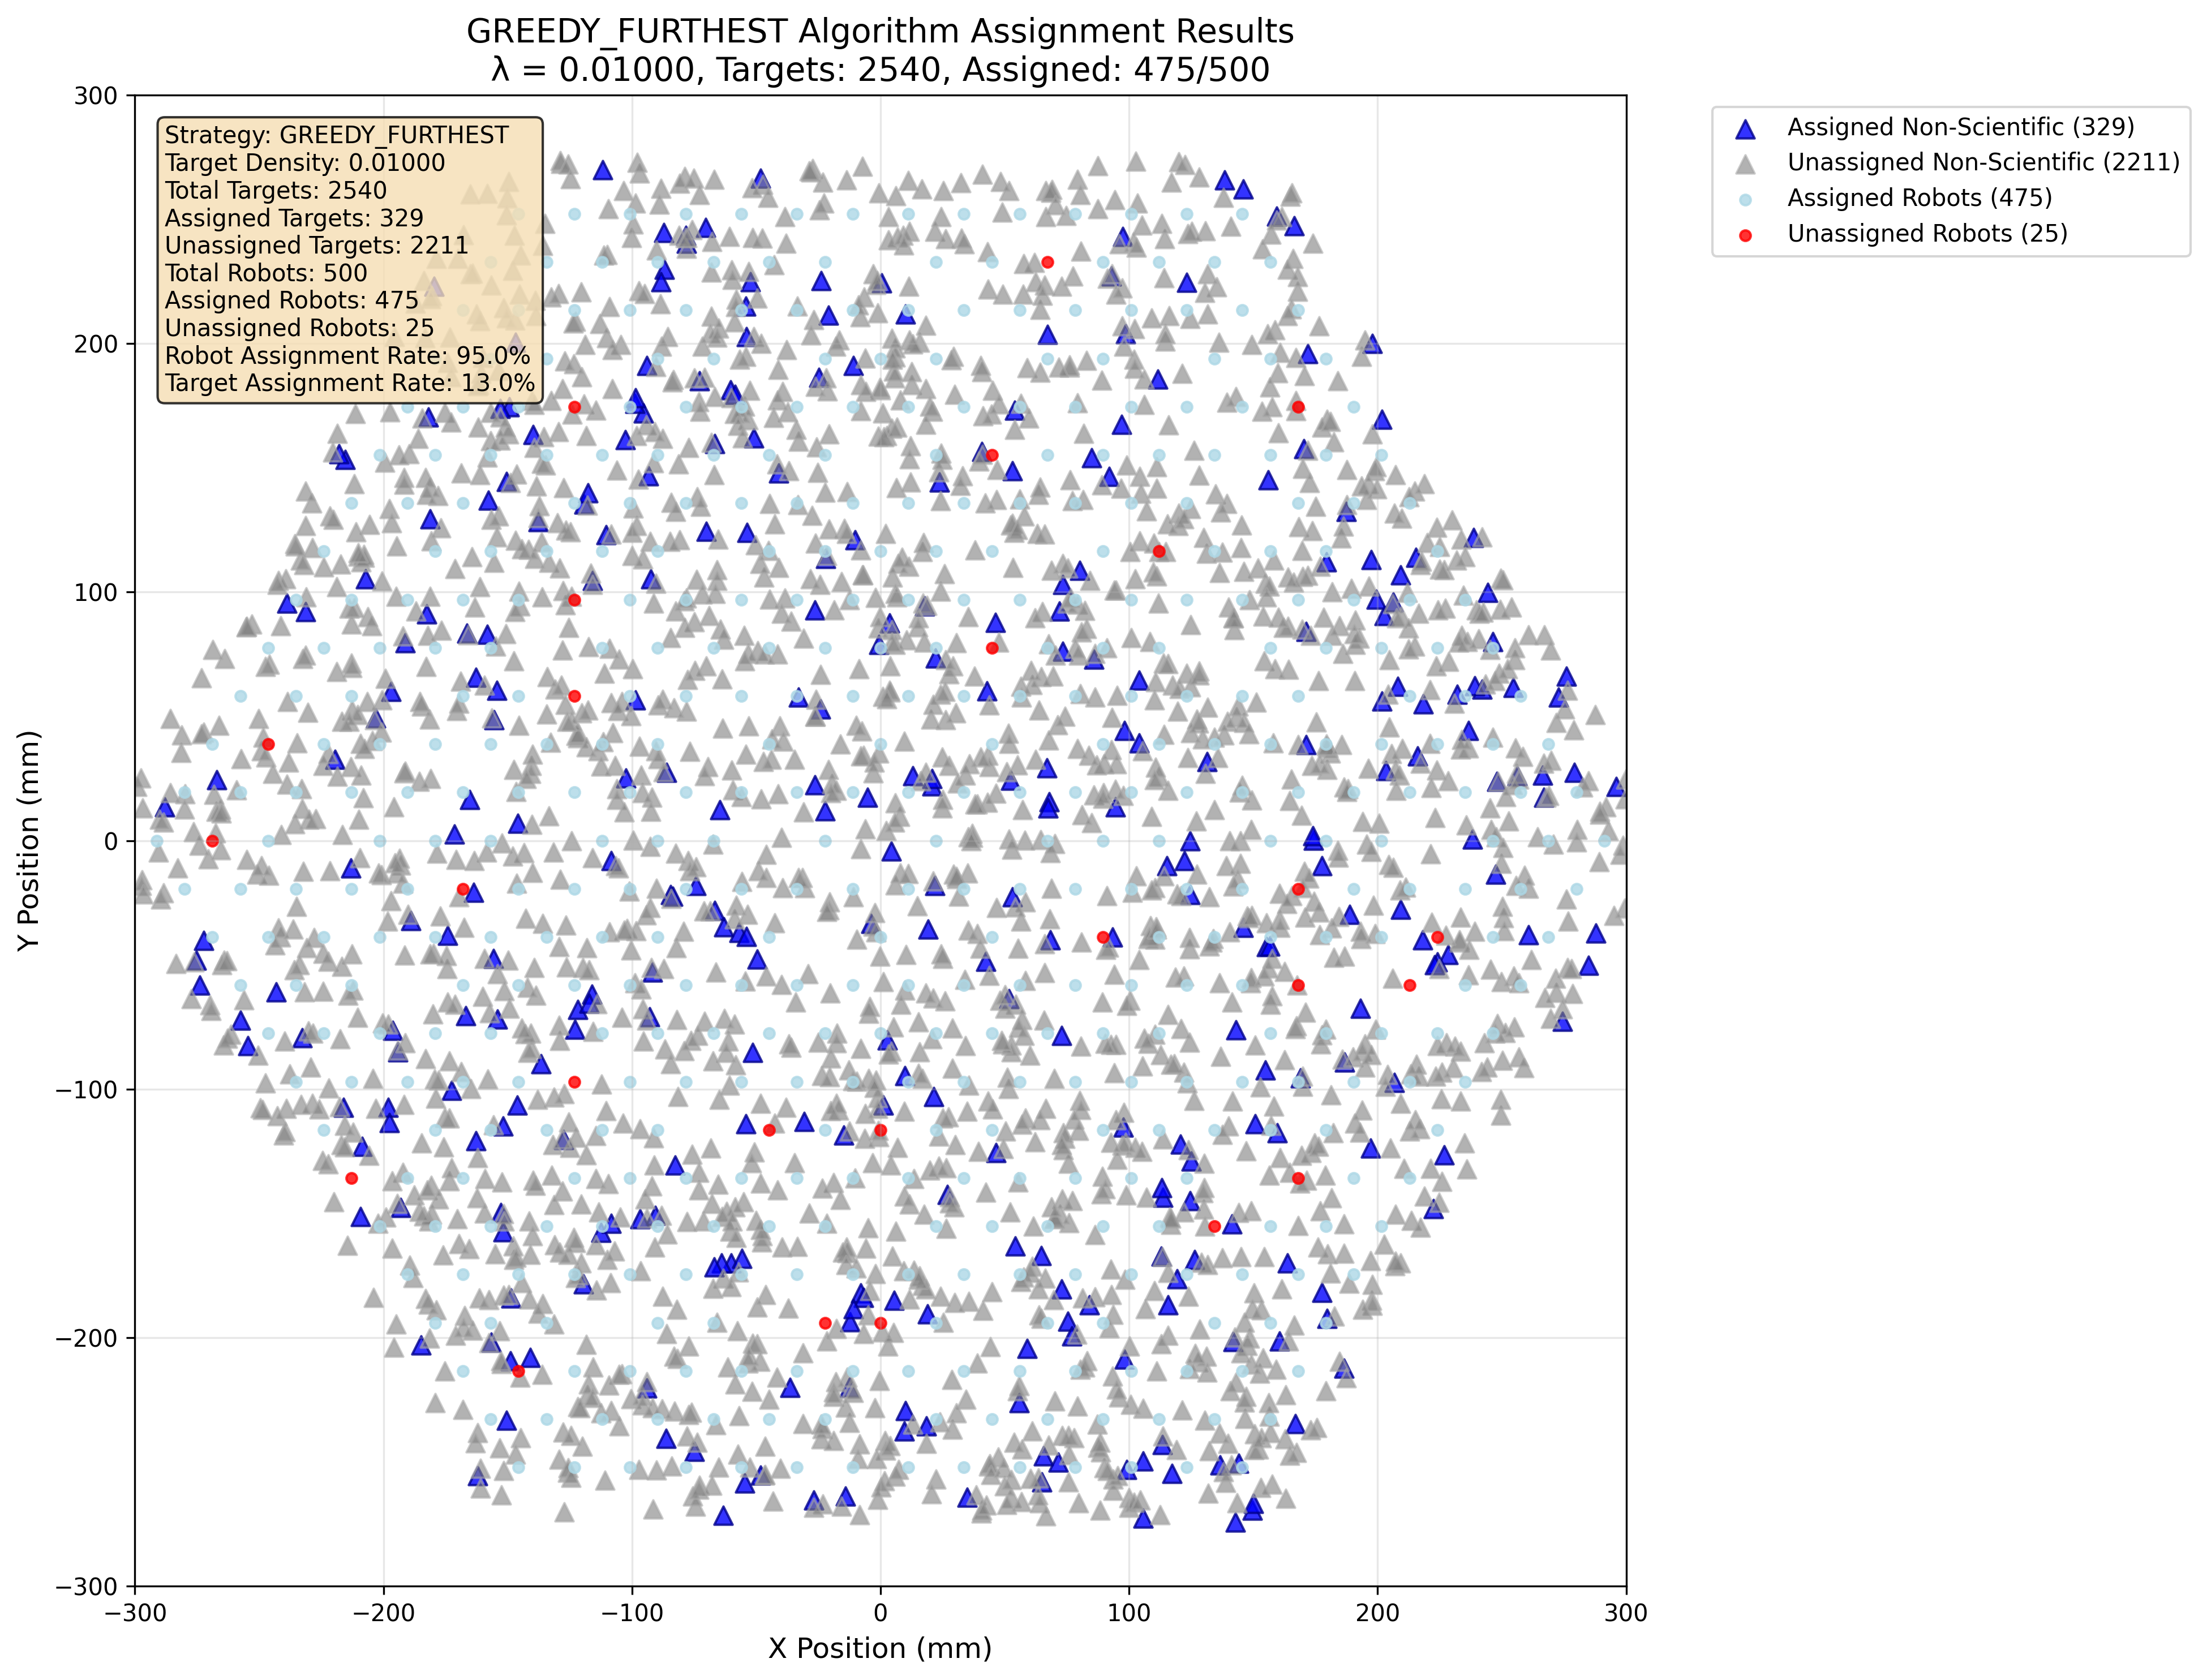 GREEDY_FURTHEST Algorithm Assignment Results
λ = 0.01000, Targets: 2540, Assigned: 475/500
Strategy: GREEDY_FURTHEST
Target Density: 0.01000
Total Targets: 2540
Assigned Targets: 329
Unassigned Targets: 2211
Total Robots: 500
Assigned Robots: 475
Unassigned Robots: 25
Robot Assignment Rate: 95.0%
Target Assignment Rate: 13.0%
Assigned Non-Scientific (329)
Unassigned Non-Scientific (2211)
Assigned Robots (475)
Unassigned Robots (25)
Y Position (mm)
300
200
100
0
−100
−200
−300
−300
−200
−100
0
100
200
300
X Position (mm)